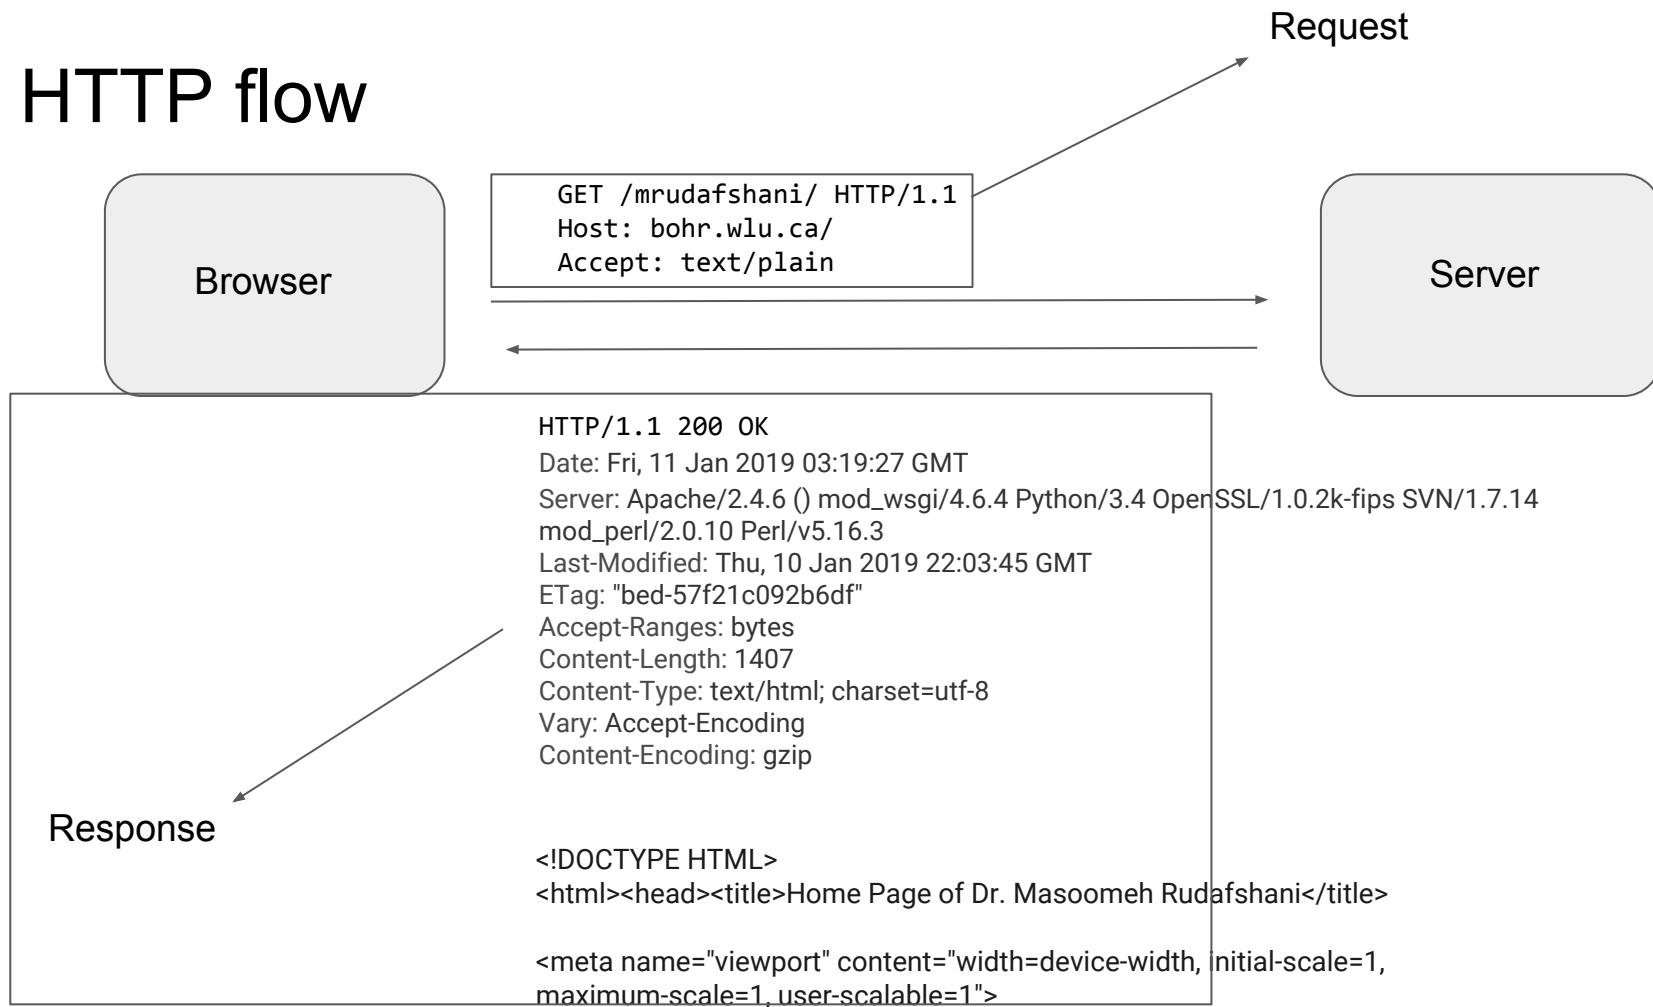 Request
HTTP flow
GET /mrudafshani/ HTTP/1.1
Host: bohr.wlu.ca/
Accept: text/plain
Browser
Server
HTTP/1.1 200 OK
Date: Fri, 11 Jan 2019 03:19:27 GMT
Server: Apache/2.4.6 () mod_wsgi/4.6.4 Python/3.4 OpenSSL/1.0.2k-fips SVN/1.7.14
mod_perl/2.0.10 Perl/v5.16.3
Last-Modified: Thu, 10 Jan 2019 22:03:45 GMT
ETag: "bed-57f21c092b6df"
Accept-Ranges: bytes
Content-Length: 1407
Content-Type: text/html; charset=utf-8
Vary: Accept-Encoding
Content-Encoding: gzip
Response
<!DOCTYPE HTML>
<html><head><title>Home Page of Dr. Masoomeh Rudafshani</title>
<meta name="viewport" content="width=device-width, initial-scale=1,
maximum-scale=1, user-scalable=1">